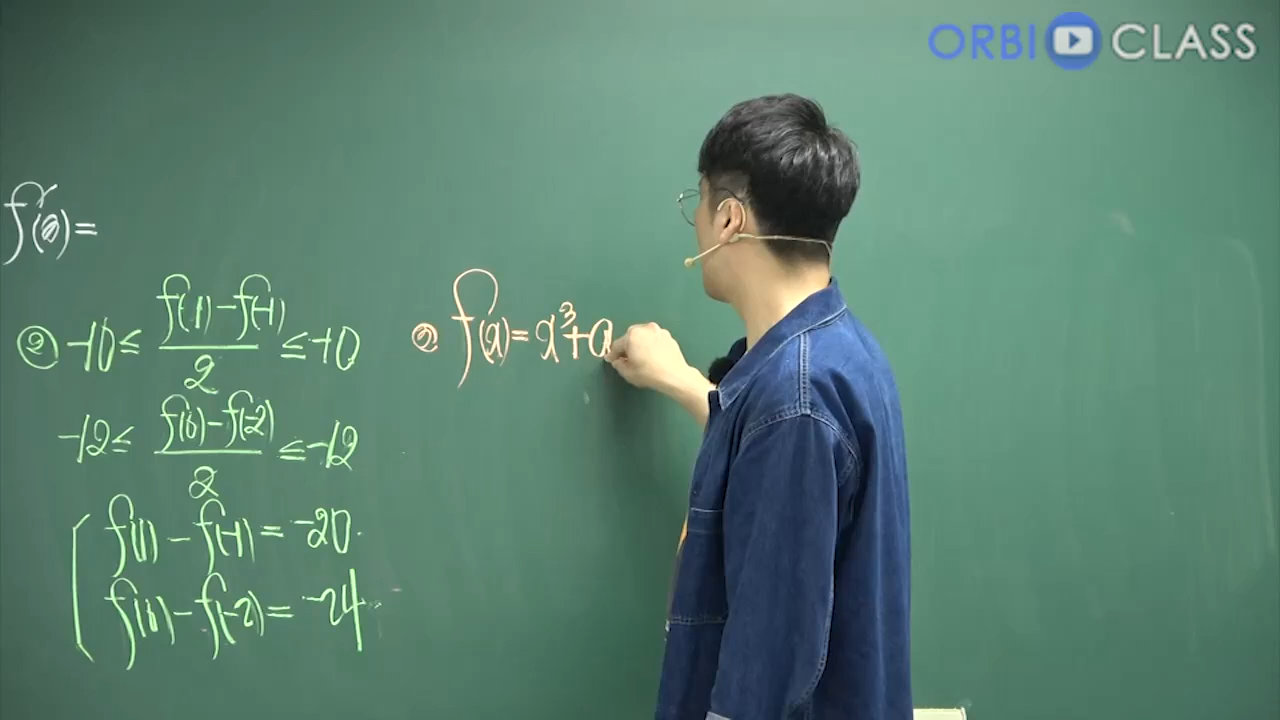 ORBI CLASS
f(0)=
② -10 ≤ f(1)-f(-1) / 2 ≤ -10
-12 ≤ f(0)-f(-2) / 2 ≤ -12
f(1) - f(-1) = -20.
f(0) - f(-2) = -24
② f(x) = x³+a